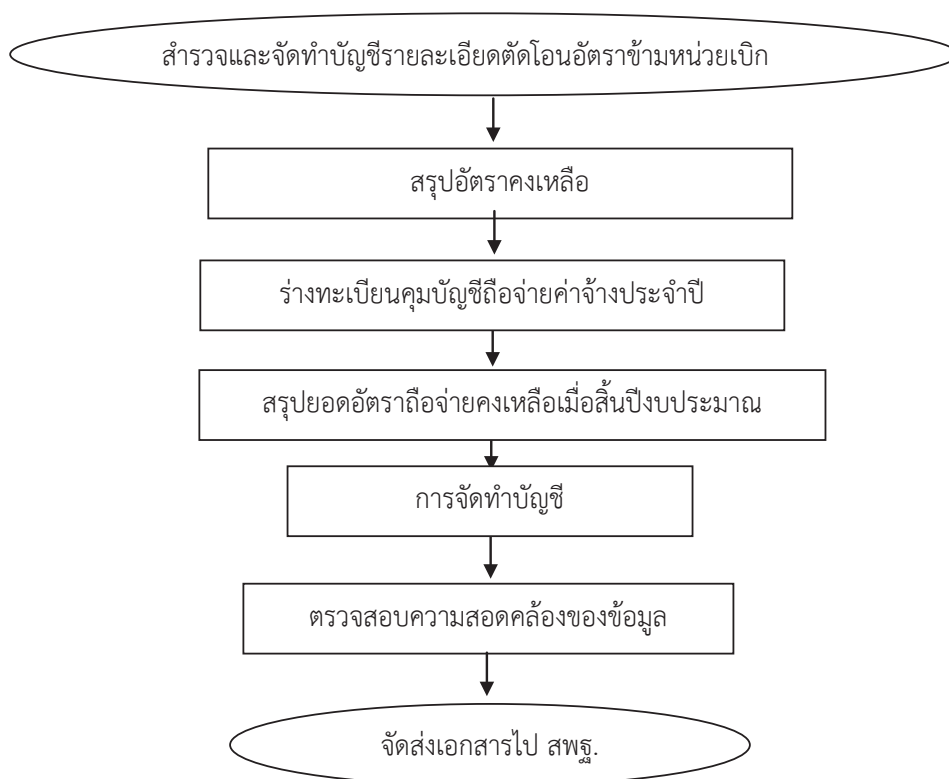 สำรวจและจัดทำบัญชีรายละเอียดตัดโอนอัตราข้ามหน่วยเบิก
สรุปอัตราคงเหลือ
ร่างทะเบียนคุมบัญชีถือจ่ายค่าจ้างประจำปี
สรุปยอดอัตราถือจ่ายคงเหลือเมื่อสิ้นปีงบประมาณ
การจัดทำบัญชี
ตรวจสอบความสอดคล้องของข้อมูล
จัดส่งเอกสารไป สพฐ.